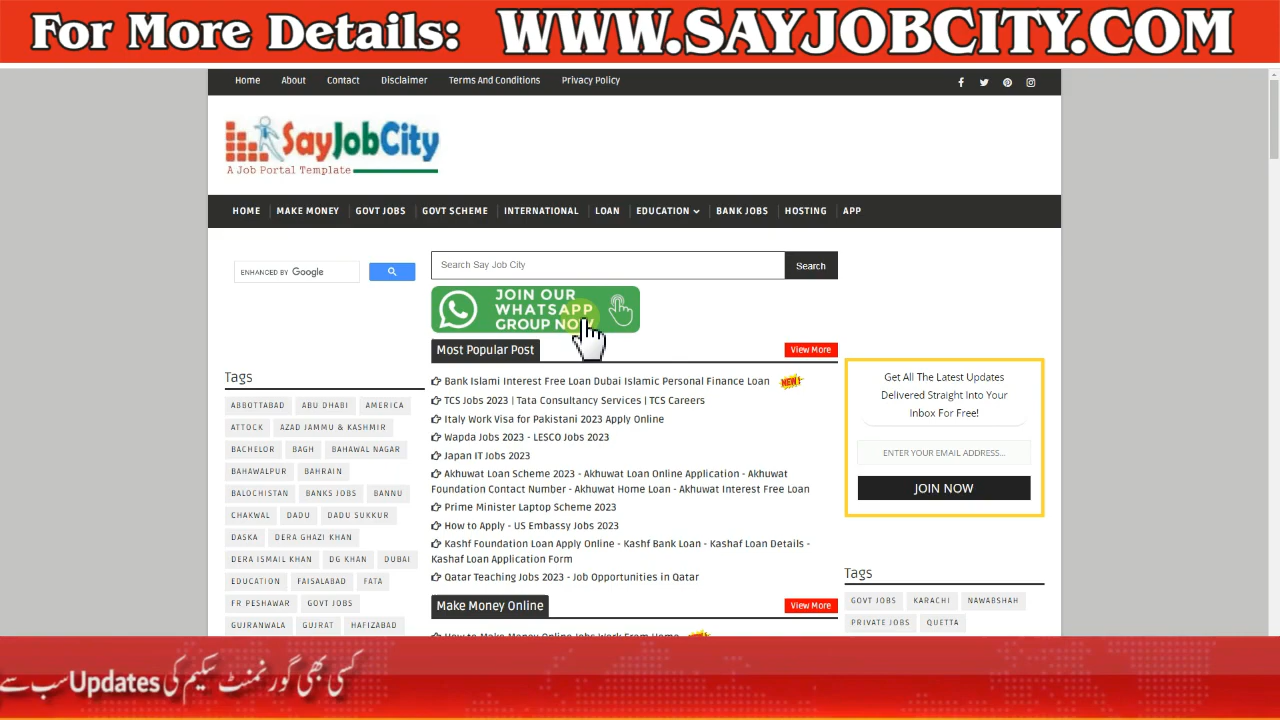 For More Details: WWW.SAYJOBCITY.COM
Home About Contact Disclaimer Terms And Conditions Privacy Policy
SayJobCity
A Job Portal Template
HOME MAKE MONEY GOVT JOBS GOVT SCHEME INTERNATIONAL LOAN EDUCATION BANK JOBS HOSTING APP
ENHANCED BY Google
Search Say Job City Search
JOIN OUR
WHATSAPP
GROUP NOW
Most Popular Post View More
Bank Islami Interest Free Loan Dubai Islamic Personal Finance Loan NEW!
TCS Jobs 2023 | Tata Consultancy Services | TCS Careers
Italy Work Visa for Pakistani 2023 Apply Online
Wapda Jobs 2023 - LESCO Jobs 2023
Japan IT Jobs 2023
Akhuwat Loan Scheme 2023 - Akhuwat Loan Online Application - Akhuwat
Foundation Contact Number - Akhuwat Home Loan - Akhuwat Interest Free Loan
Prime Minister Laptop Scheme 2023
How to Apply - US Embassy Jobs 2023
Kashf Foundation Loan Apply Online - Kashf Bank Loan - Kashaf Loan Details -
Kashaf Loan Application Form
Qatar Teaching Jobs 2023 - Job Opportunities in Qatar
Make Money Online View More
How to Make Money Online Jobs Work From Home
Tags
ABBOTTABAD ABU DHABI AMERICA
ATTOCK AZAD JAMMU & KASHMIR
BACHELOR BAGH BAHAWAL NAGAR
BAHAWALPUR BAHRAIN
BALOCHISTAN BANKS JOBS BANNU
CHAKWAL DADU DADU SUKKUR
DASKA DERA GHAZI KHAN
DERA ISMAIL KHAN DG KHAN DUBAI
EDUCATION FAISALABAD FATA
FR PESHAWAR GOVT JOBS
GUJRANWALA GUJRAT HAFIZABAD
Get All The Latest Updates
Delivered Straight Into Your
Inbox For Free!
ENTER YOUR EMAIL ADDRESS...
JOIN NOW
Tags
GOVT JOBS KARACHI NAWABSHAH
PRIVATE JOBS QUETTA
کسی بھی گورنمنٹ سکیم کی Updates سب سے